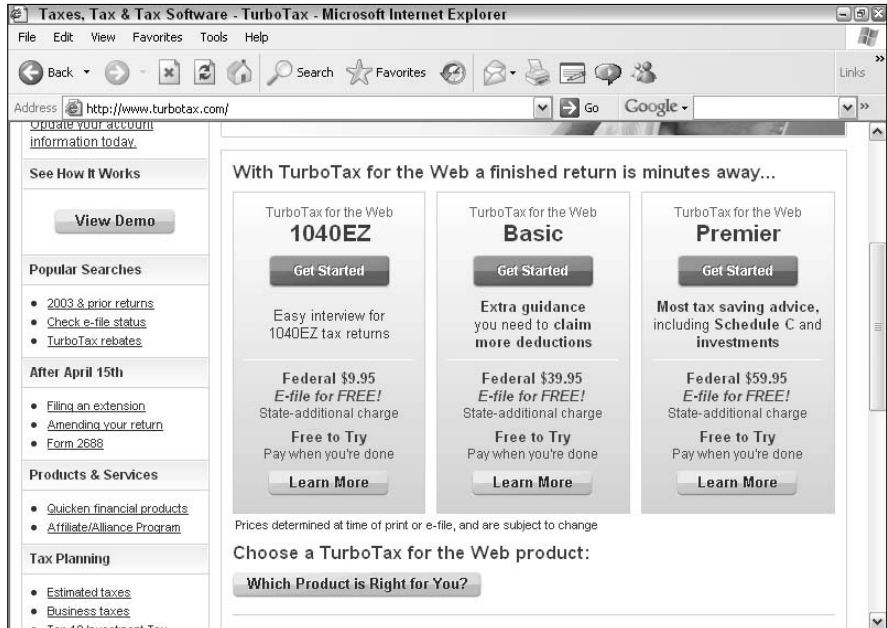 Taxes, Tax & Tax Software - TurboTax - Microsoft Internet Explorer
File Edit View Favorites Tools Help
Back Search Favorites Links
Address http://www.turbotax.com/ Go Google
Update your account
information today.
See How It Works
View Demo
Popular Searches
2003 & prior returns
Check e-file status
TurboTax rebates
After April 15th
Filing an extension
Amending your return
Form 2688
Products & Services
Quicken financial products
Affiliate/Alliance Program
Tax Planning
Estimated taxes
Business taxes
Top 10 Investment Tax
With TurboTax for the Web a finished return is minutes away...
TurboTax for the Web
1040EZ
Get Started
Easy interview for
1040EZ tax returns
Federal $9.95
E-file for FREE!
State-additional charge
Free to Try
Pay when you're done
Learn More
TurboTax for the Web
Basic
Get Started
Extra guidance
you need to claim
more deductions
Federal $39.95
E-file for FREE!
State-additional charge
Free to Try
Pay when you're done
Learn More
TurboTax for the Web
Premier
Get Started
Most tax saving advice,
including Schedule C and
investments
Federal $59.95
E-file for FREE!
State-additional charge
Free to Try
Pay when you're done
Learn More
Prices determined at time of print or e-file, and are subject to change
Choose a TurboTax for the Web product:
Which Product is Right for You?